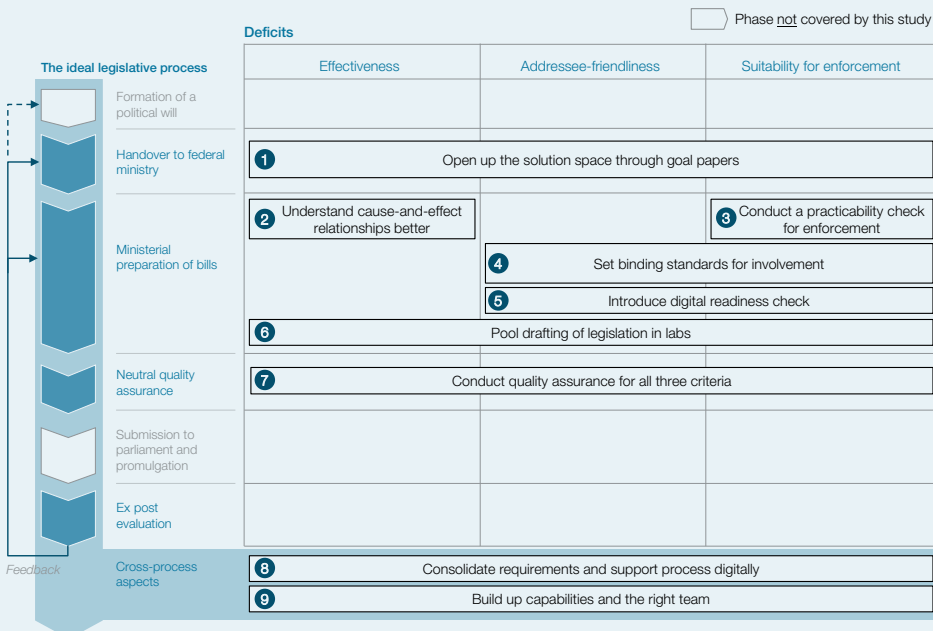 Phase not covered by this study
Deficits
The ideal legislative process
Effectiveness
Addressee-friendliness
Suitability for enforcement
Formation of a
political will
Handover to federal
ministry
1
Open up the solution space through goal papers
Ministerial
preparation of bills
2
Understand cause-and-effect
relationships better
3
Conduct a practicability check
for enforcement
4
Set binding standards for involvement
5
Introduce digital readiness check
6
Pool drafting of legislation in labs
Neutral quality
assurance
7
Conduct quality assurance for all three criteria
Submission to
parliament and
promulgation
Ex post
evaluation
Feedback
Cross-process
aspects
8
Consolidate requirements and support process digitally
9
Build up capabilities and the right team